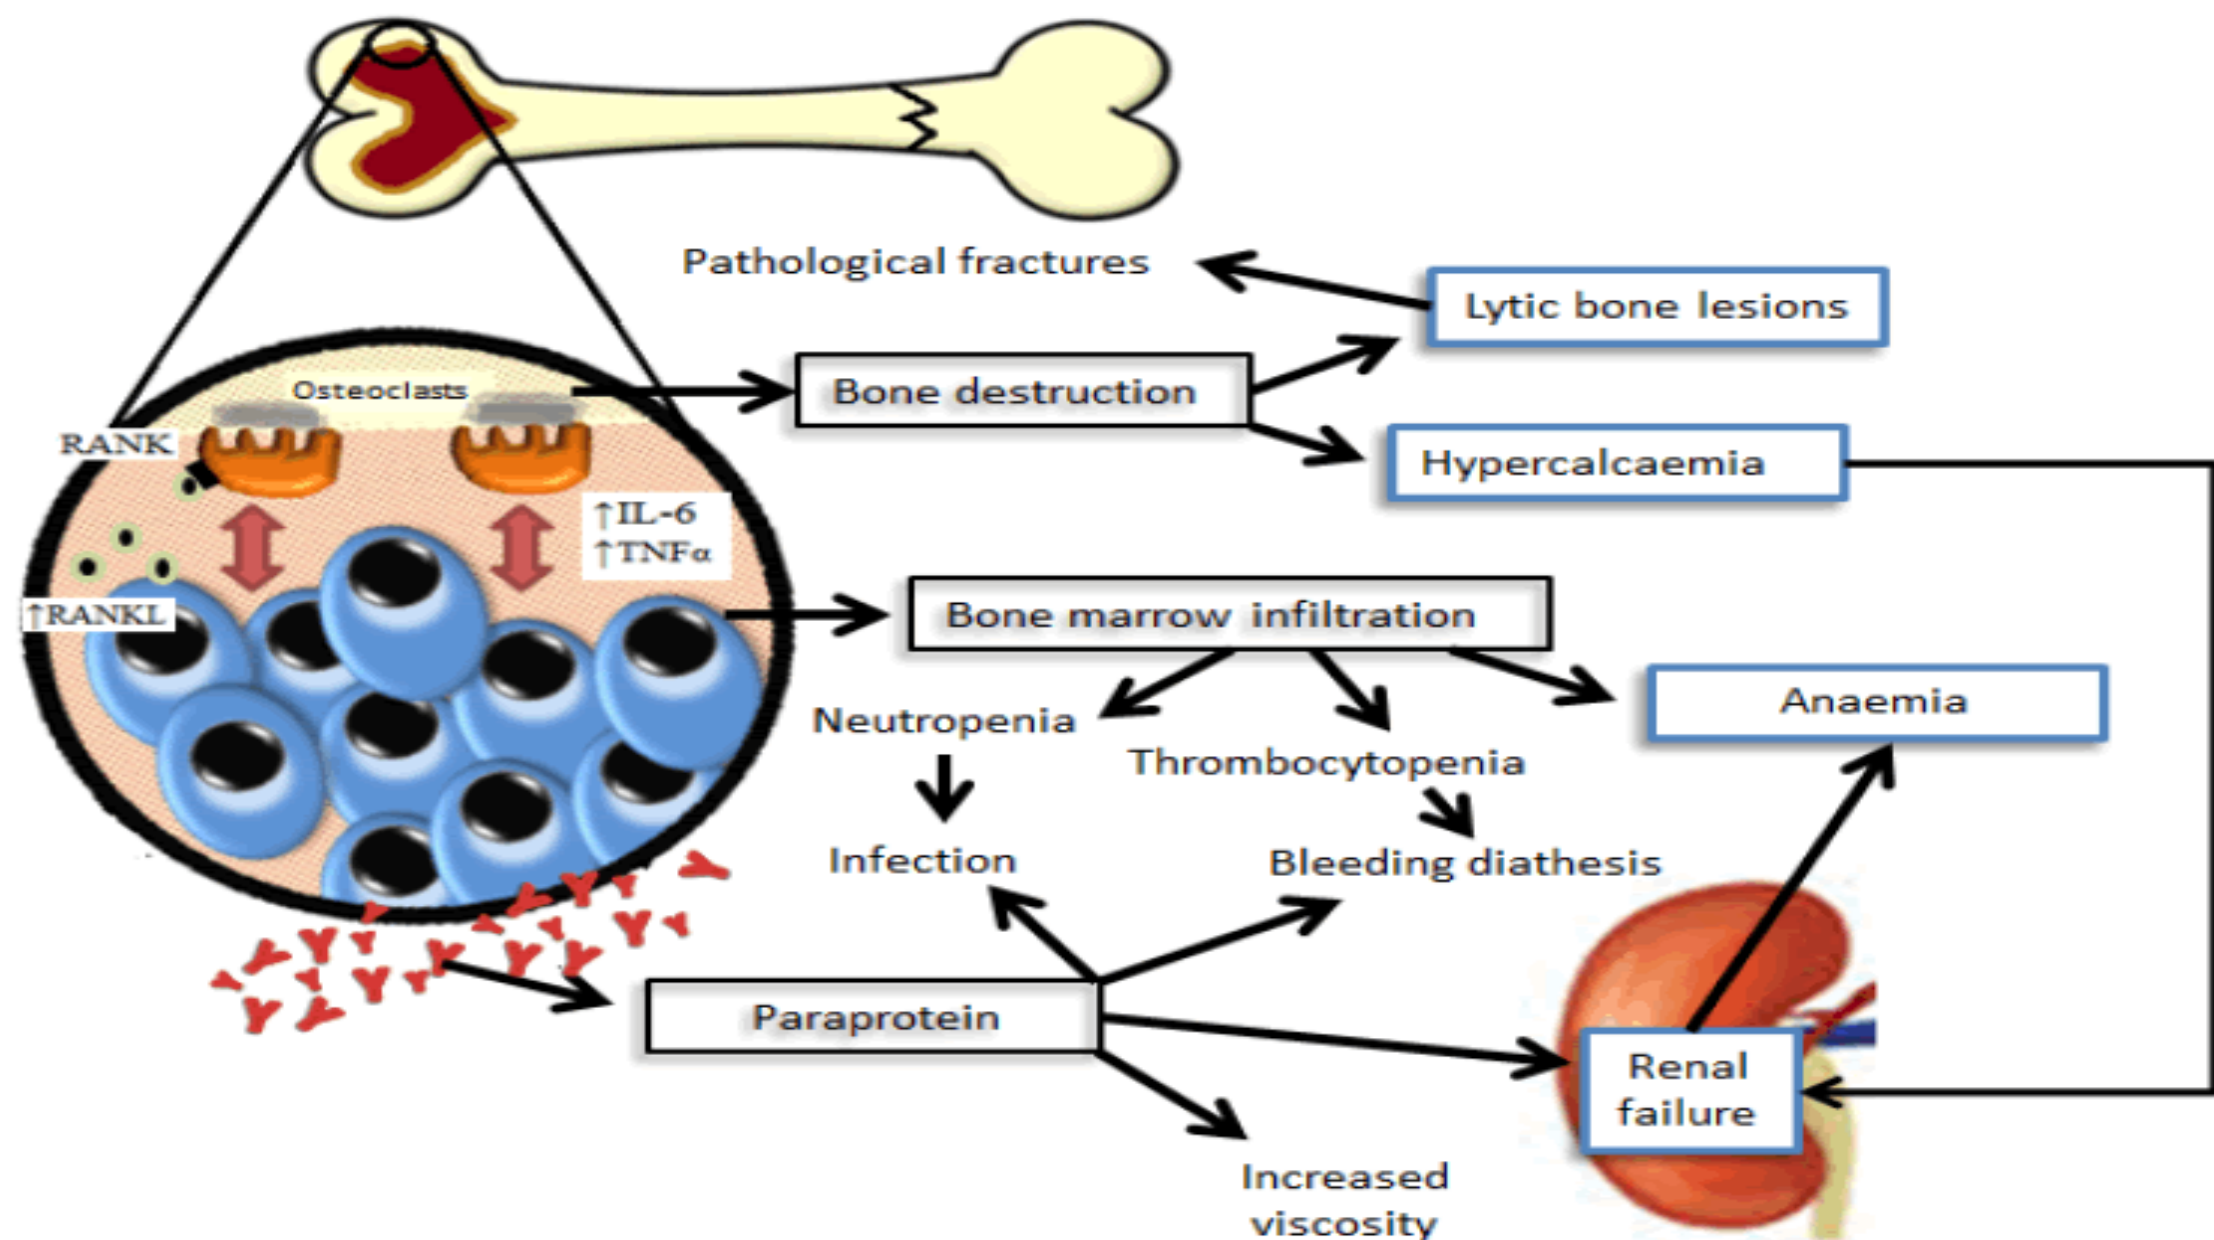 Pathological fractures
Lytic bone lesions
Osteoclasts
Bone destruction
RANK
Hypercalcaemia
↑IL-6
↑TNFα
↑RANKL
Bone marrow infiltration
Anaemia
Neutropenia
Thrombocytopenia
Infection
Bleeding diathesis
Paraprotein
Renal
failure
Increased
viscosity